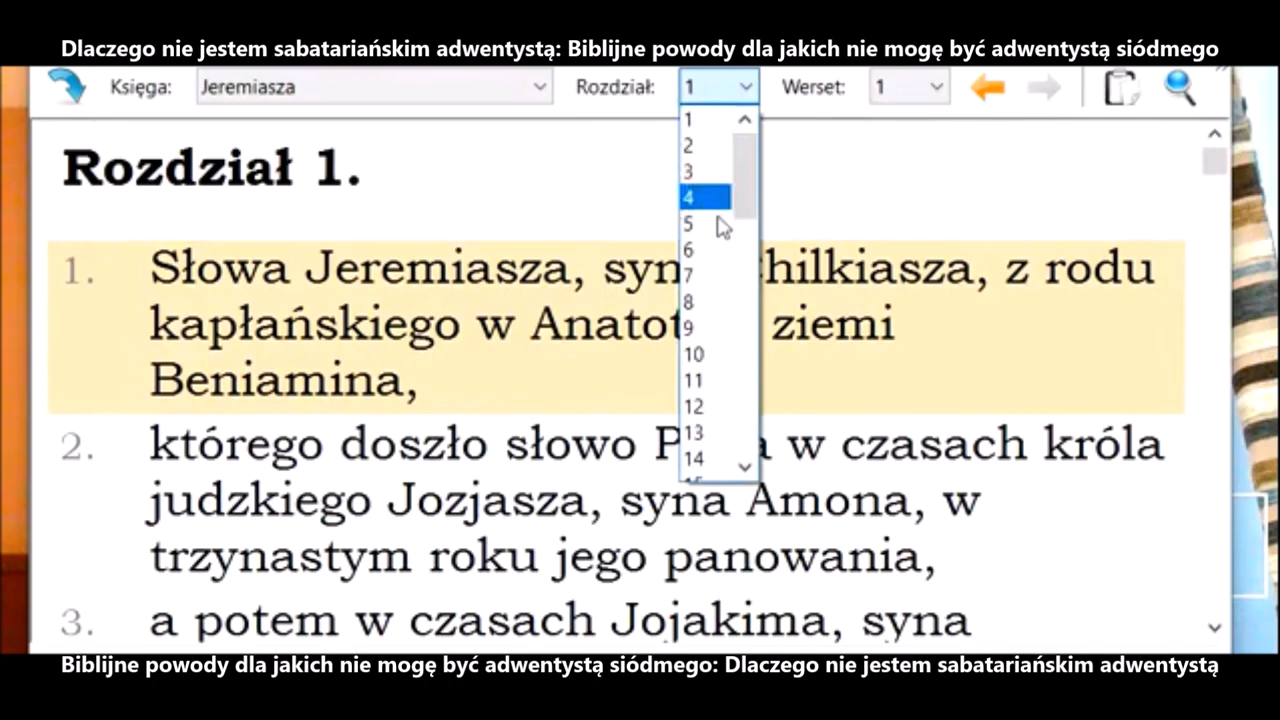 Dlaczego nie jestem sabatariańskim adwentystą: Biblijne powody dla jakich nie mogę być adwentystą siódmego
Księga: Jeremiasza Rozdział: 1 Werset: 1
1
2
3
4
5
6
7
8
9
10
11
12
13
14
Rozdział 1.
1. Słowa Jeremiasza, z rodu
kapłańskiego w ziemi
Beniamina,
2. którego doszło słowo w czasach króla
judzkiego Jozjasza, syna Amona, w
trzynastym roku jego panowania,
3. a potem w czasach Jojakima, syna
Biblijne powody dla jakich nie mogę być adwentystą siódmego: Dlaczego nie jestem sabatariańskim adwentystą